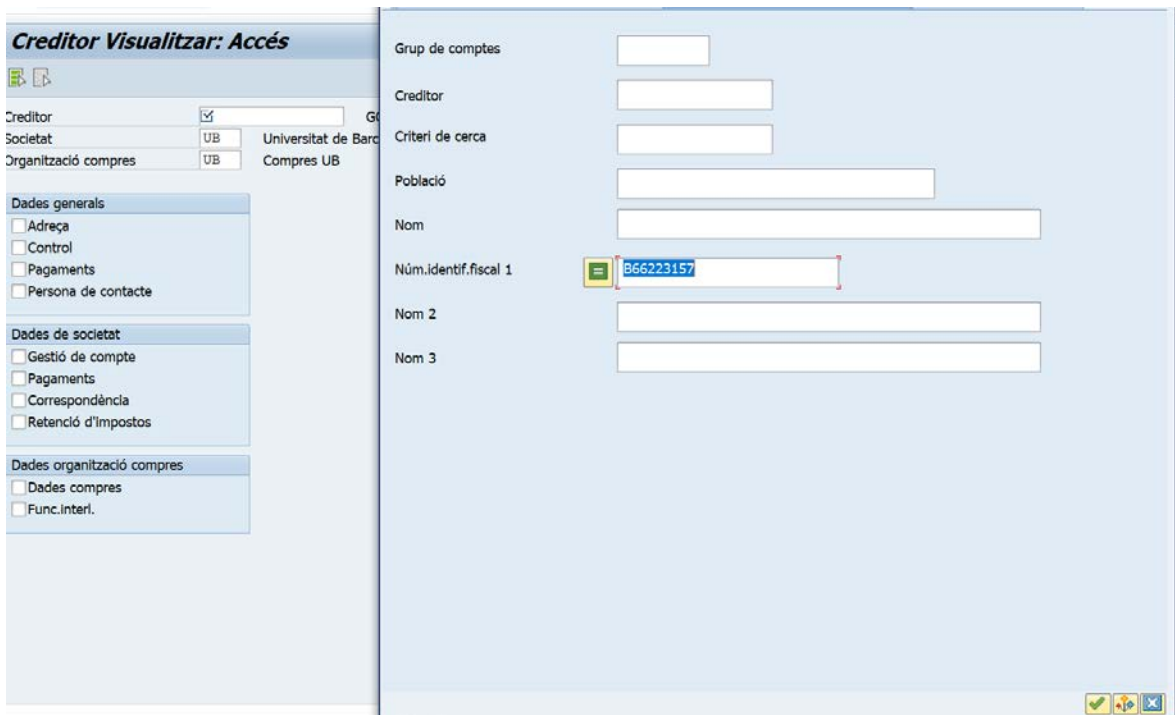 Creditor Visualitzar: Accés
Creditor
Societat UB Universitat de Barc
Organització compres UB Compres UB
Dades generals
Adreça
Control
Pagaments
Persona de contacte
Dades de societat
Gestió de compte
Pagaments
Correspondència
Retenció d'impostos
Dades organització compres
Dades compres
Func.interl.
Grup de comptes
Creditor
Criteri de cerca
Població
Nom
Núm.identif.fiscal 1 B66223157
Nom 2
Nom 3